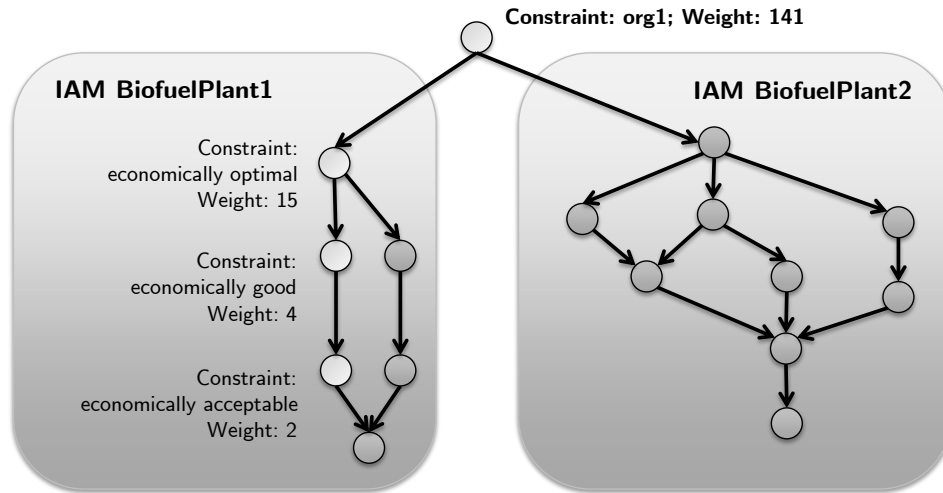 Constraint: org1; Weight: 141
IAM BiofuelPlant1
IAM BiofuelPlant2
Constraint:
economically optimal
Weight: 15
Constraint:
economically good
Weight: 4
Constraint:
economically acceptable
Weight: 2